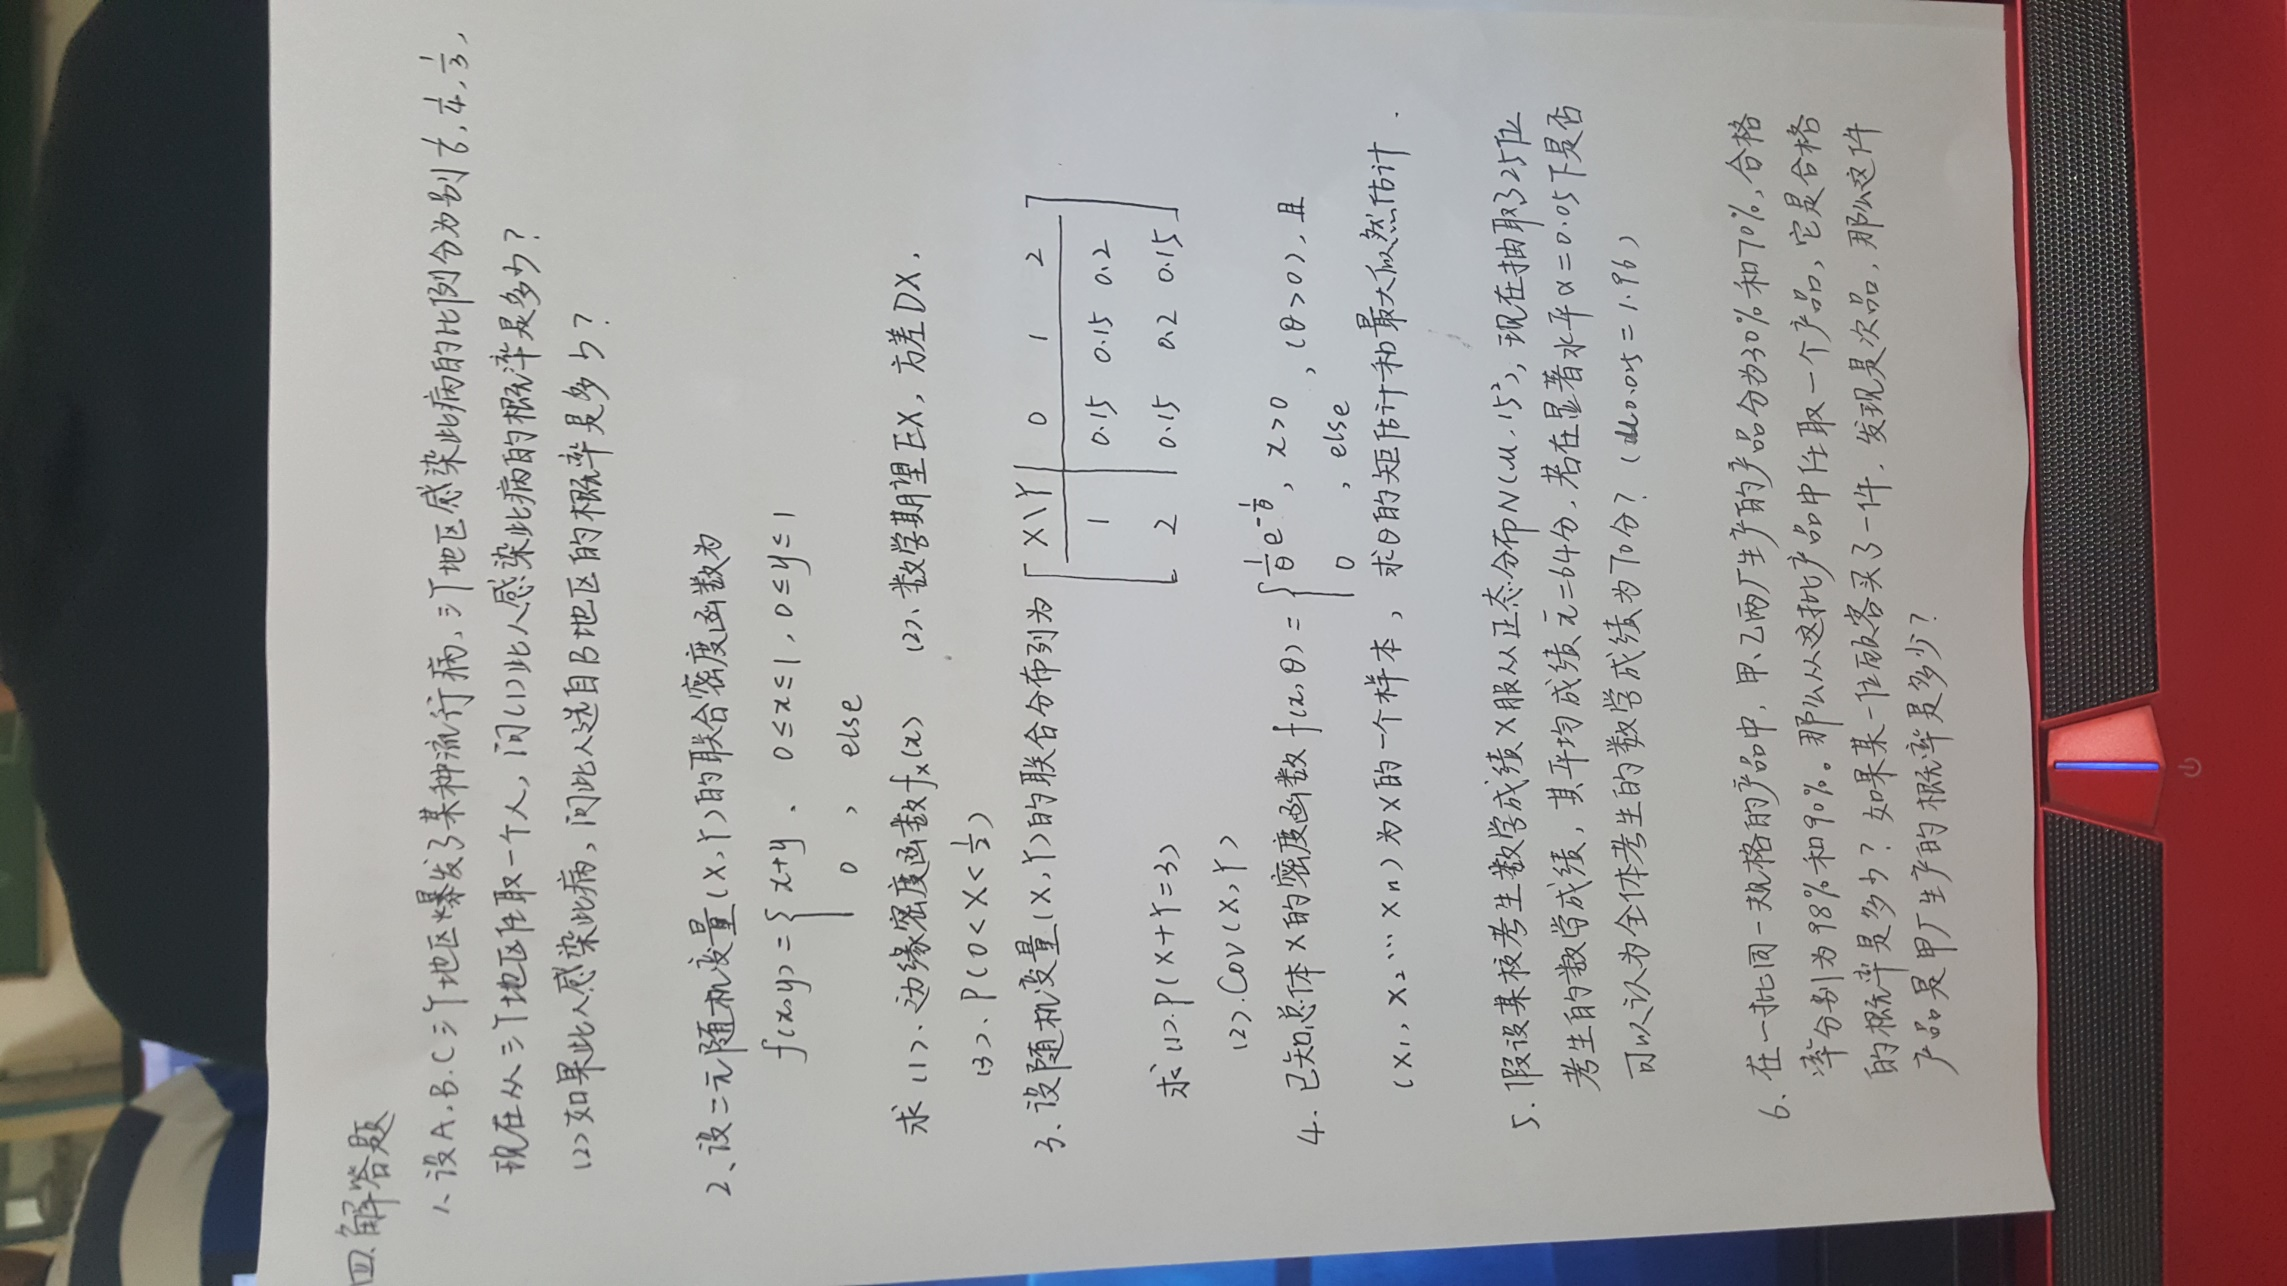 四.解答题
1、设A.B.C三个地区爆发了某种流行病,三个地区感染此病的比例分为别1/6,1/4,1/3,
现在从三个地区任取一个人,问(1)此人感染此病的概率是多少?
(2)如果此人感染此病,问此人选自B地区的概率是多少?
2、设二元随机变量(X,Y)的联合密度函数为
f(x,y)={ x+y, 0≤x≤1, 0≤y≤1
0, else
求(1)、边缘密度函数fX(x) (2)、数学期望EX,方差DX.
(3)、P(0<X<1/2)
3、设随机变量(X,Y)的联合分布列为
X\Y 0 1 2
1 0.15 0.15 0.2
2 0.15 0.2 0.15
求(1).P(X+Y=3)
(2).Cov(X,Y)
4.已知总体X的密度函数f(x,θ)={ 1/θ e^-1/θ, x>0, (θ>0),且
0, else
(X1,X2…Xn)为X的一个样本,求θ的矩估计和最大似然估计.
5.假设某校考生数学成绩X服从正态分布N(μ,15²),现在抽取了25位
考生的数学成绩,其平均成绩x̄=64分,若在显著水平α=0.05下是否
可以认为全体考生的数学成绩为70分?(μ0.05=1.96)
6、在一批同一规格的产品中,甲、乙两厂生产的产品分为30%和70%,合格
率分别为98%和90%。那么从这批产品中任取一个产品,它是合格
的概率是多少?如果某一位顾客买了一件,发现是次品,那么这件
产品是甲厂生产的概率是多少?